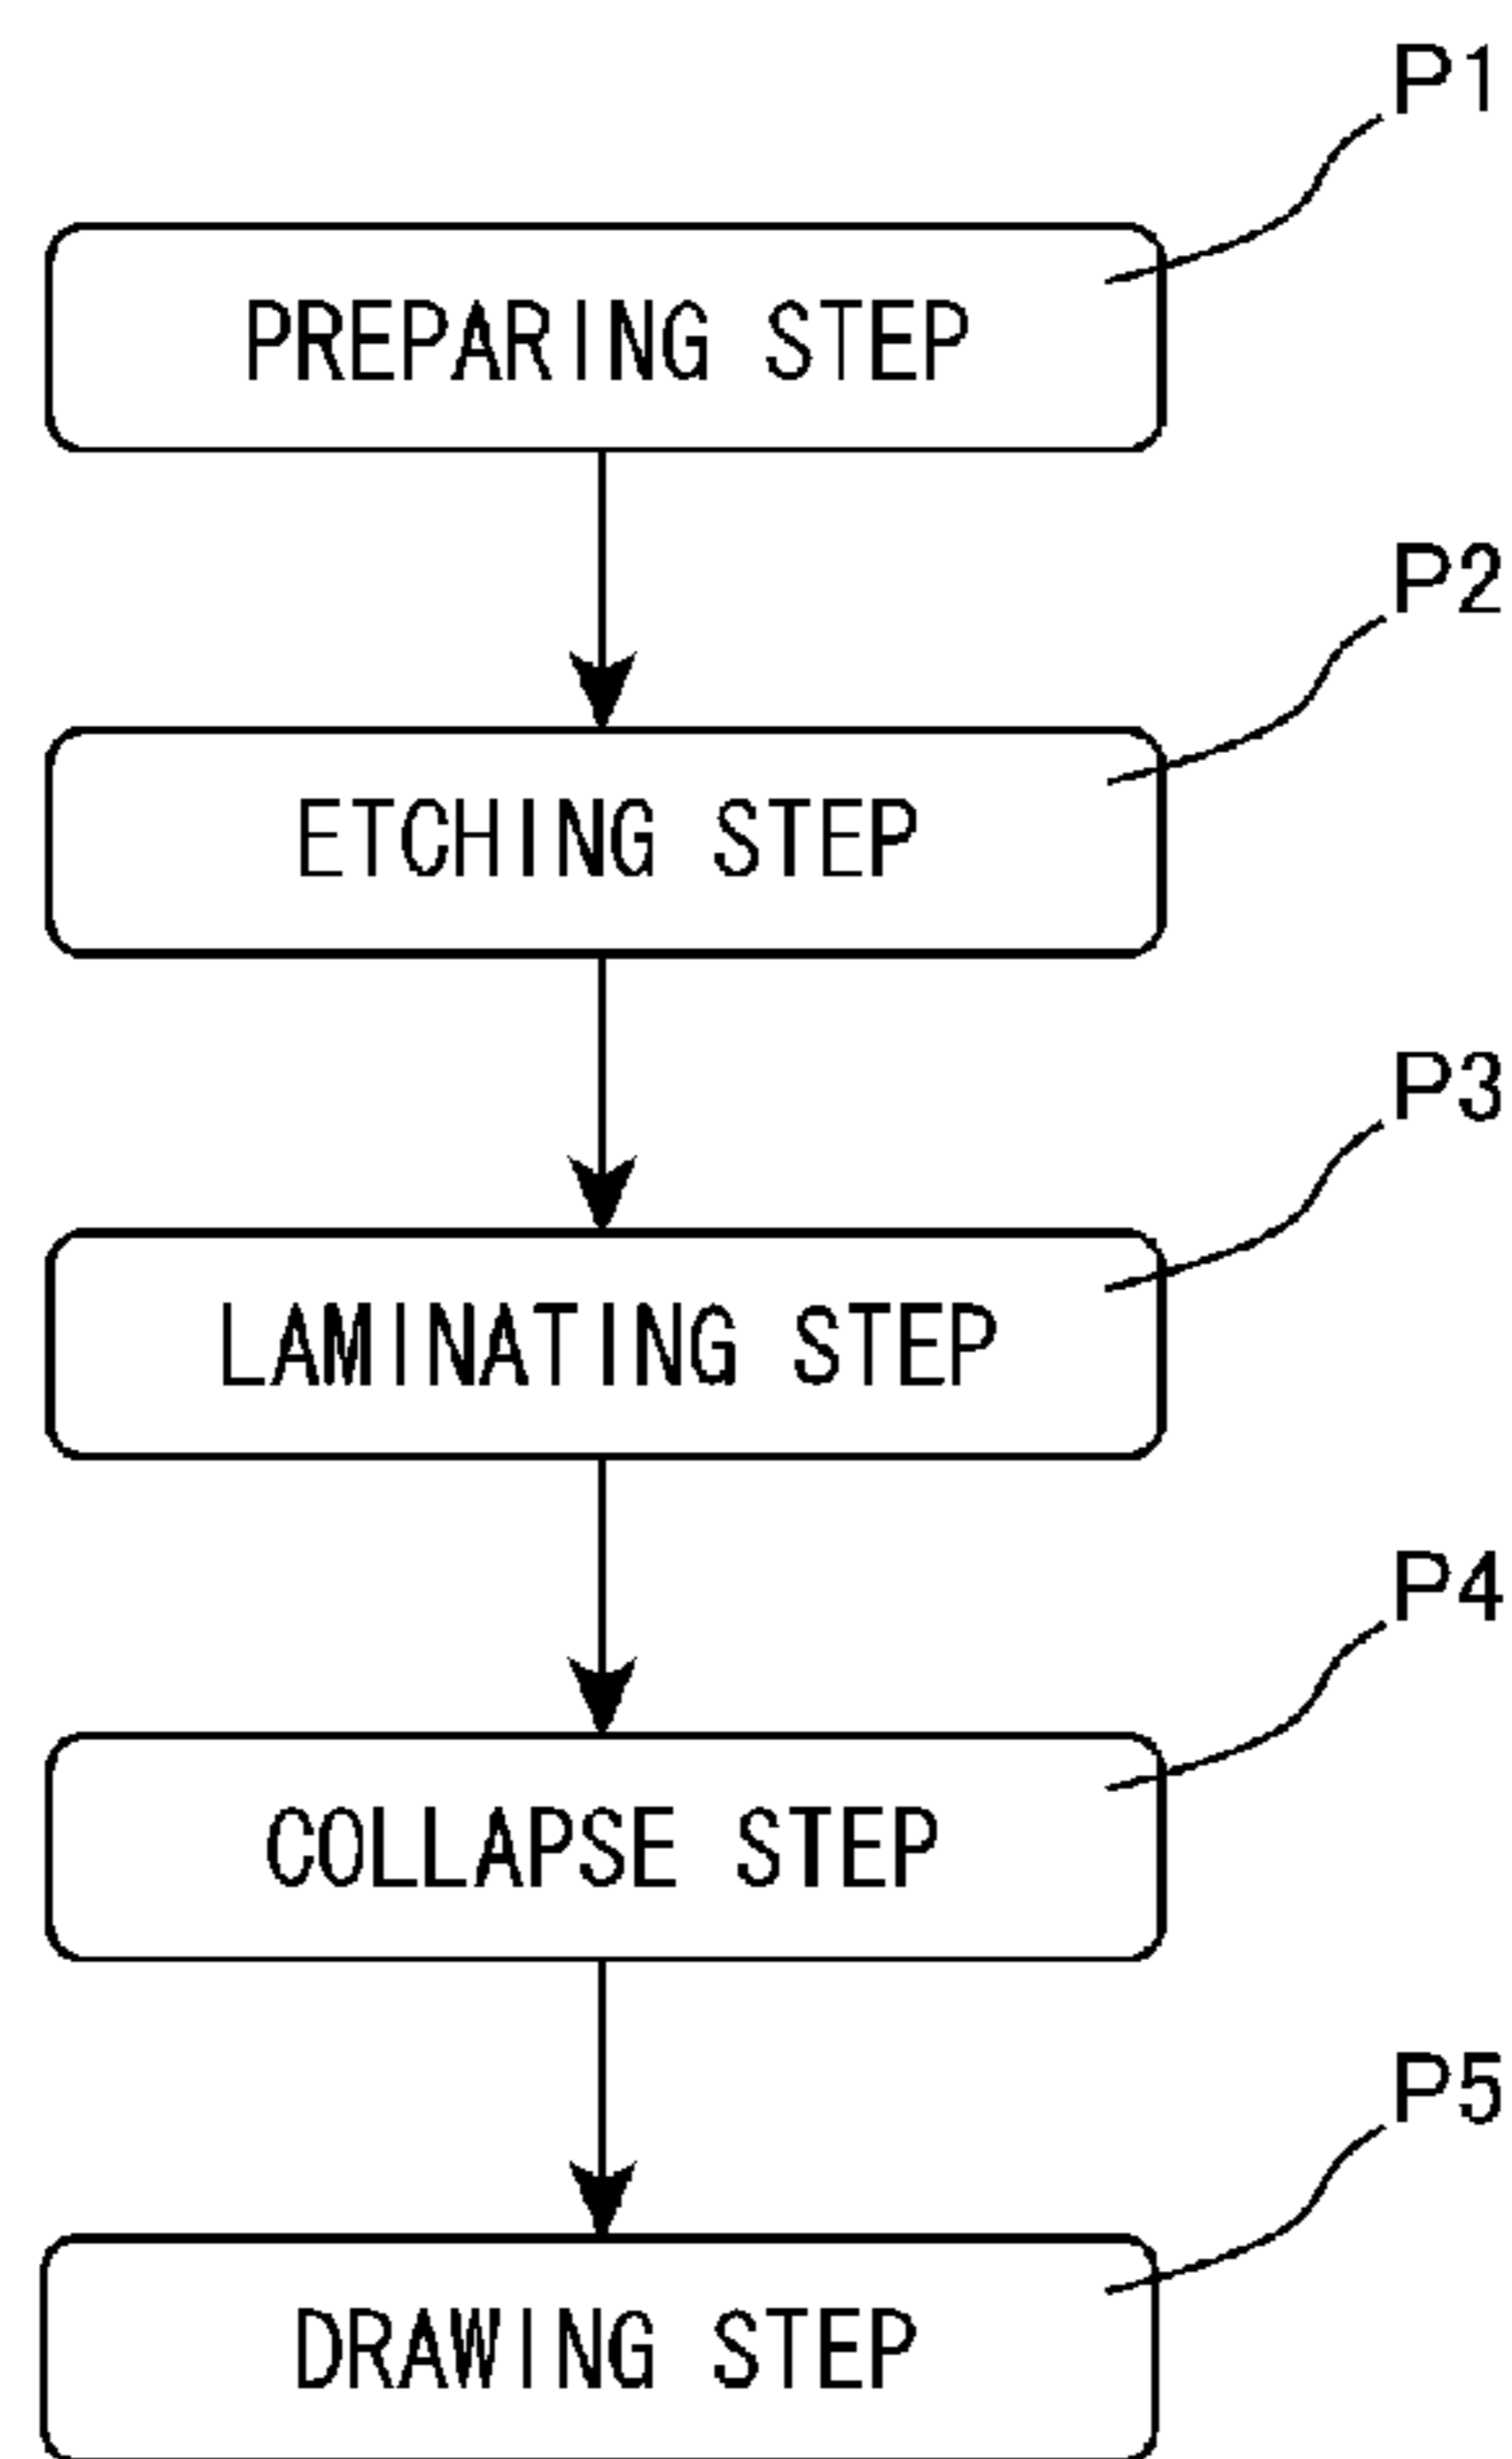 P1
PREPARING STEP
P2
ETCHING STEP
P3
LAMINATING STEP
P4
COLLAPSE STEP
P5
DRAWING STEP